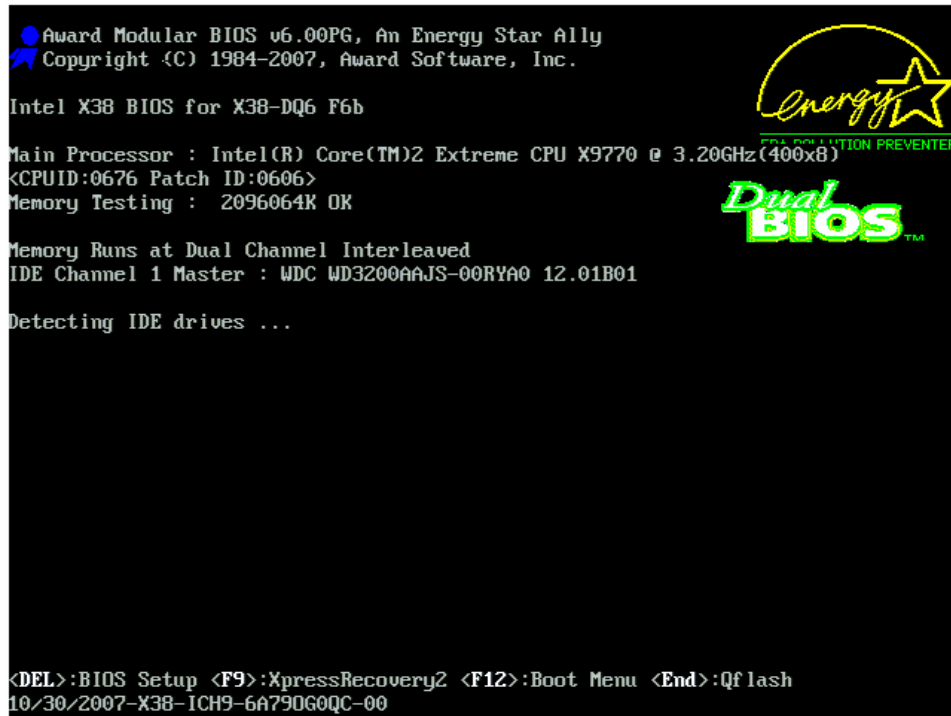 Award Modular BIOS v6.00PG, An Energy Star Ally
Copyright (C) 1984-2007, Award Software, Inc.
energy
Intel X38 BIOS for X38-DQ6 F6b
EPA POLLUTION PREVENTER
Main Processor : Intel(R) Core(TM)2 Extreme CPU X9770 @ 3.20GHz(400x8)
<CPUID:0676 Patch ID:0606>
Memory Testing :  2096064K OK
Dual
BIOS TM
Memory Runs at Dual Channel Interleaved
IDE Channel 1 Master : WDC WD3200AAJS-00RYA0 12.01B01
Detecting IDE drives ...
<DEL>:BIOS Setup <F9>:XpressRecovery2 <F12>:Boot Menu <End>:Qflash
10/30/2007-X38-ICH9-6A79OG0QC-00